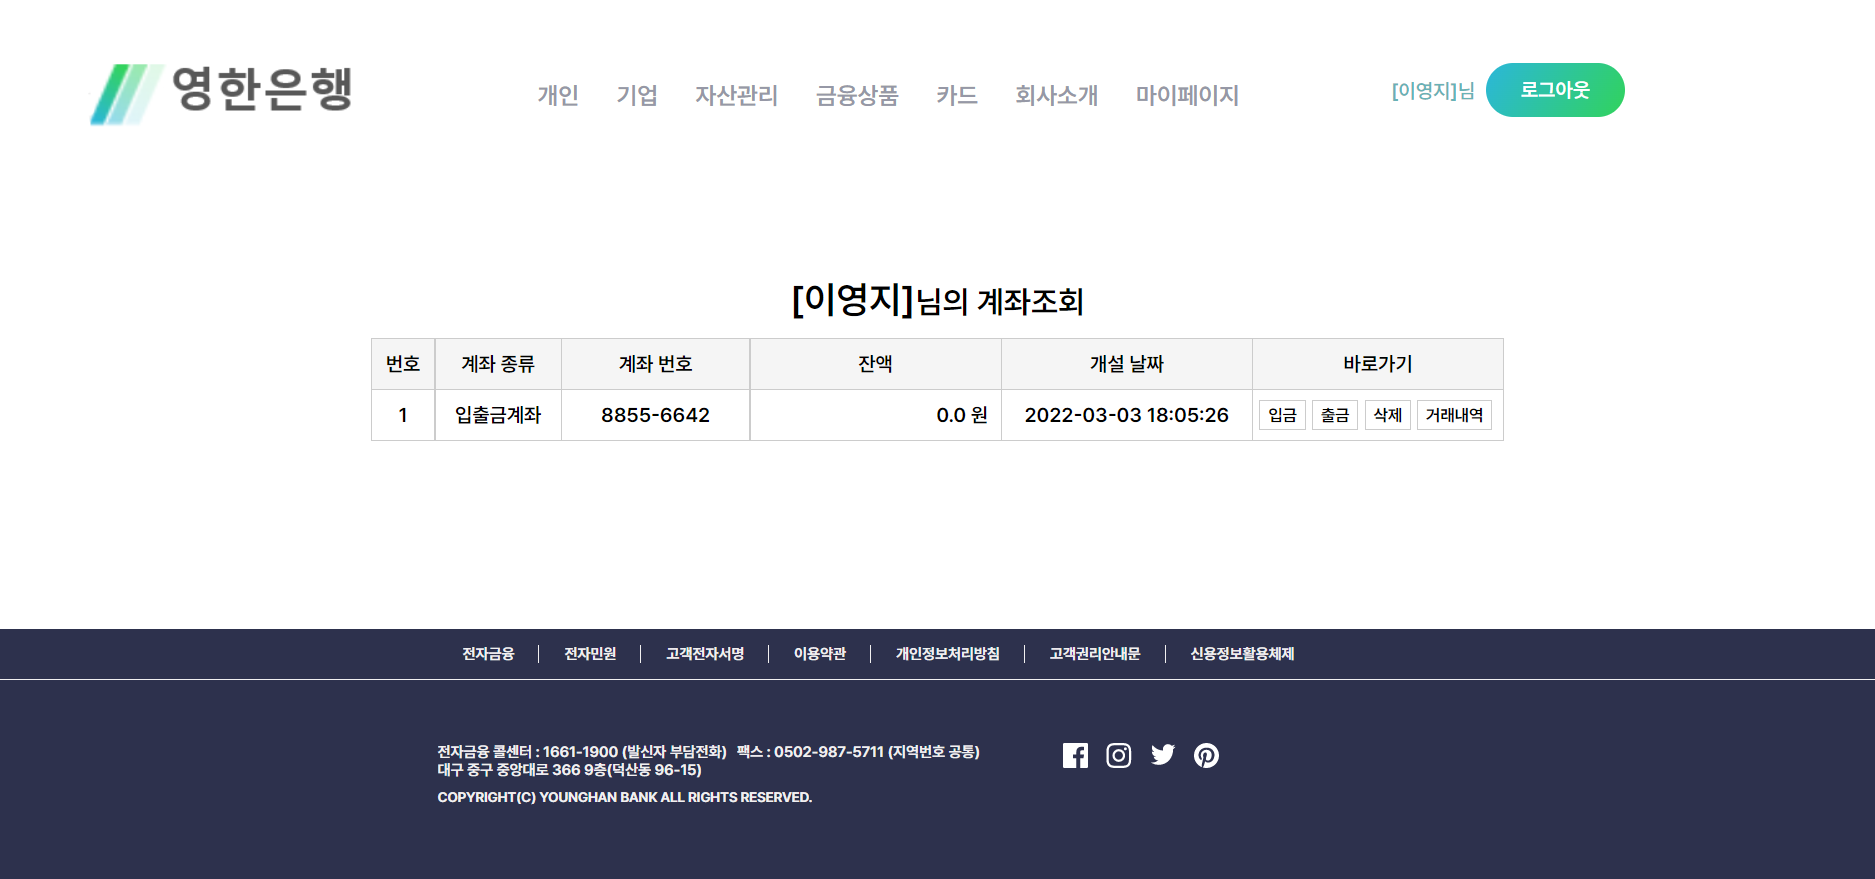 영한은행
개인 기업 자산관리 금융상품 카드 회사소개 마이페이지
[이영지]님 로그아웃
[이영지]님의 계좌조회
번호 계좌 종류 계좌 번호 잔액 개설 날짜 바로가기
1 입출금계좌 8855-6642 0.0 원 2022-03-03 18:05:26 입금 출금 삭제 거래내역
전자금융 전자민원 고객전자서명 이용약관 개인정보처리방침 고객권리안내문 신용정보활용체제
전자금융 콜센터 : 1661-1900 (발신자 부담전화) 팩스 : 0502-987-5711 (지역번호 공통)
대구 중구 중앙대로 366 9층(덕산동 96-15)
COPYRIGHT(C) YOUNGHAN BANK ALL RIGHTS RESERVED.